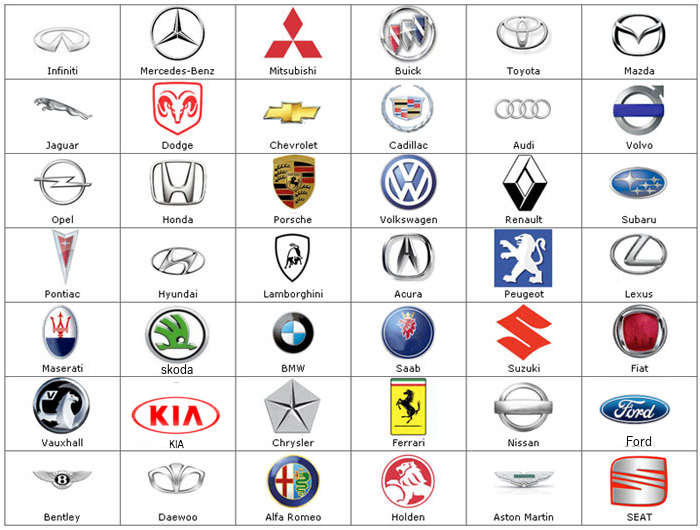 Infiniti
Mercedes-Benz
Mitsubishi
Buick
Toyota
Mazda
Jaguar
Dodge
Chevrolet
Cadillac
Audi
Volvo
Opel
Honda
Porsche
Volkswagen
Renault
Subaru
Pontiac
Hyundai
Lamborghini
Acura
Peugeot
Lexus
Maserati
skoda
BMW
Saab
Suzuki
Fiat
Vauxhall
KIA
KIA
Chrysler
Ferrari
Nissan
Ford
Ford
Bentley
Daewoo
Alfa Romeo
Holden
Aston Martin
SEAT